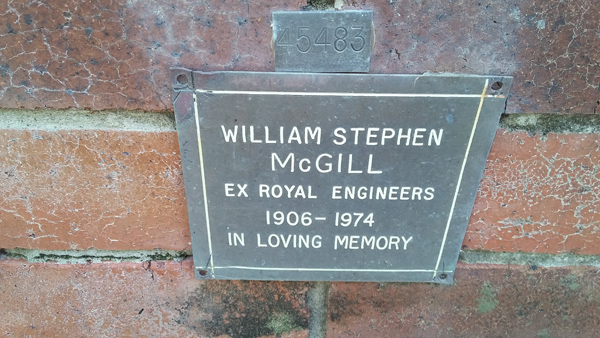 45483
WILLIAM STEPHEN
McGILL
EX ROYAL ENGINEERS
1906-1974
IN LOVING MEMORY